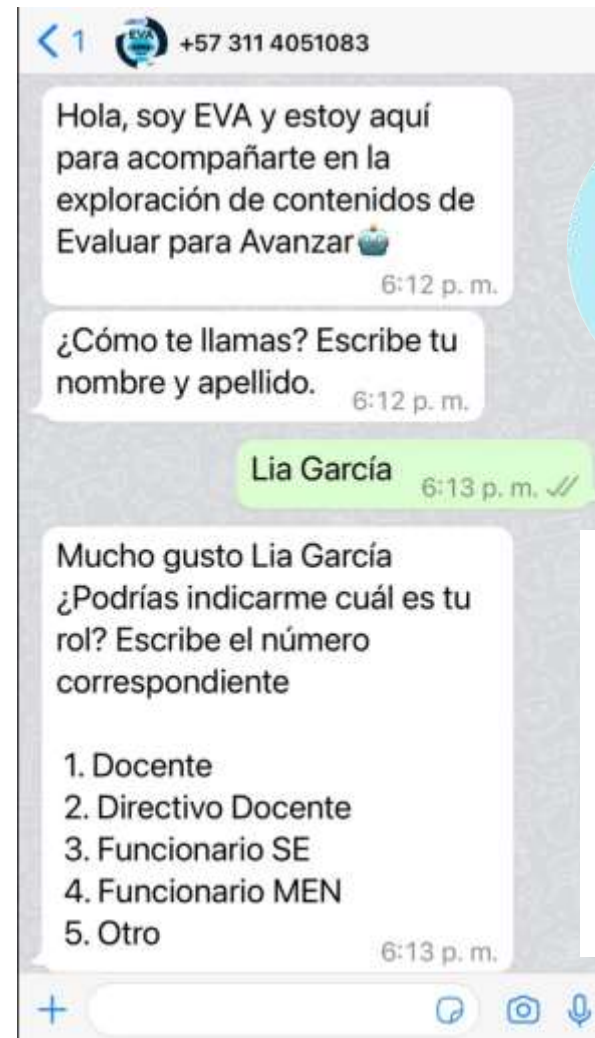 1 EVA +57 311 4051083
Hola, soy EVA y estoy aquí
para acompañarte en la
exploración de contenidos de
Evaluar para Avanzar
6:12 p. m.
¿Cómo te llamas? Escribe tu
nombre y apellido. 6:12 p. m.
Lia García 6:13 p. m.
Mucho gusto Lia García
¿Podrías indicarme cuál es tu
rol? Escribe el número
correspondiente
1. Docente
2. Directivo Docente
3. Funcionario SE
4. Funcionario MEN
5. Otro
6:13 p. m.